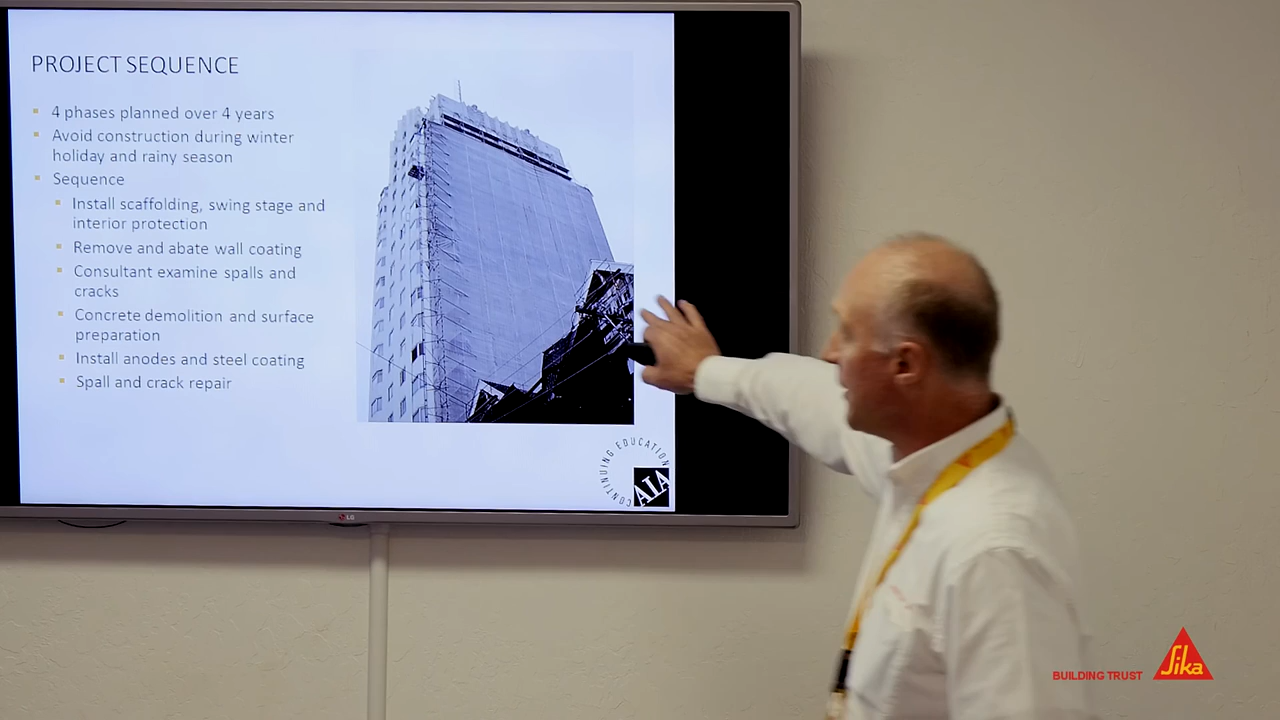 PROJECT SEQUENCE
4 phases planned over 4 years
Avoid construction during winter
holiday and rainy season
Sequence
Install scaffolding, swing stage and
interior protection
Remove and abate wall coating
Consultant examine spalls and
cracks
Concrete demolition and surface
preparation
Install anodes and steel coating
Spall and crack repair
CONTINUING EDUCATION
AIA
LG
BUILDING TRUST
Sika